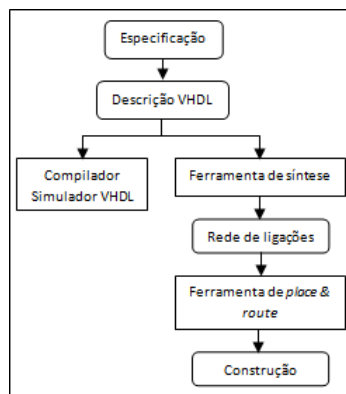 Especificação
Descrição VHDL
Compilador
Simulador VHDL
Ferramenta de síntese
Rede de ligações
Ferramenta de place &
route
Construção